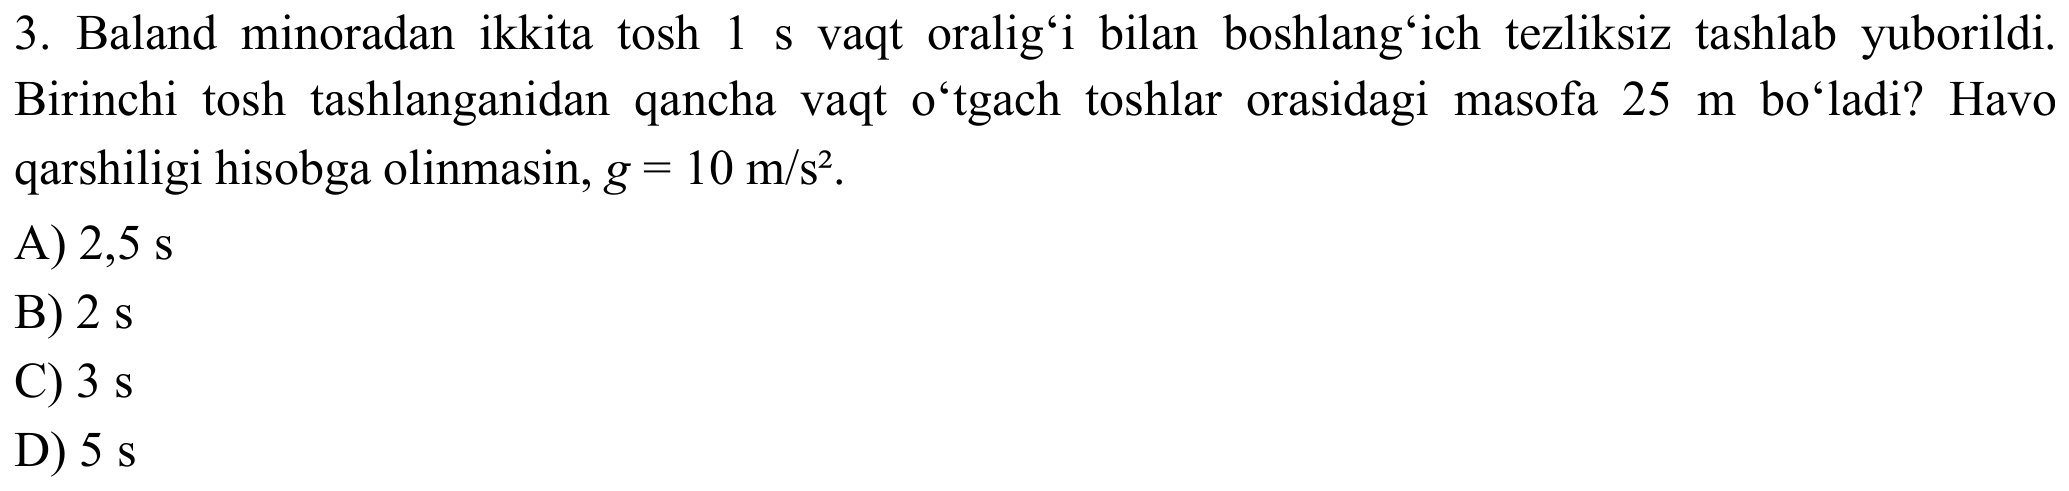 3. Baland minoradan ikkita tosh 1 s vaqt oralig‘i bilan boshlang‘ich tezliksiz tashlab yuborildi.
Birinchi tosh tashlanganidan qancha vaqt o‘tgach toshlar orasidagi masofa 25 m bo‘ladi? Havo
qarshiligi hisobga olinmasin, g = 10 m/s².
A) 2,5 s
B) 2 s
C) 3 s
D) 5 s